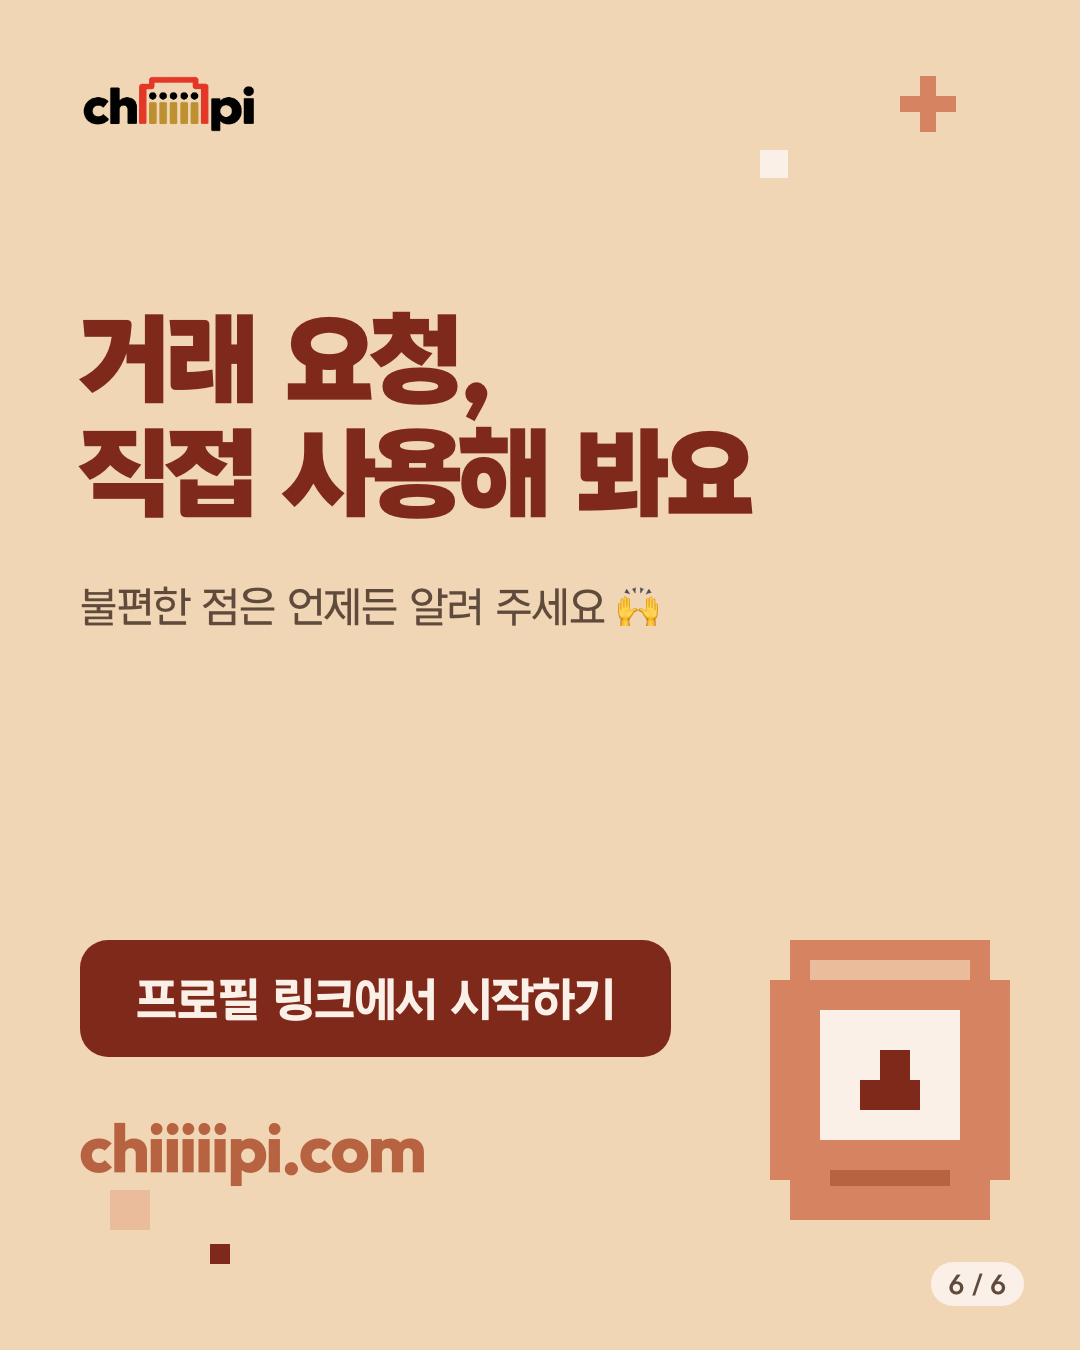 chiiiiipi
거래 요청,
직접 사용해 봐요
불편한 점은 언제든 알려 주세요 🙌
프로필 링크에서 시작하기
chiiiiipi.com
6 / 6